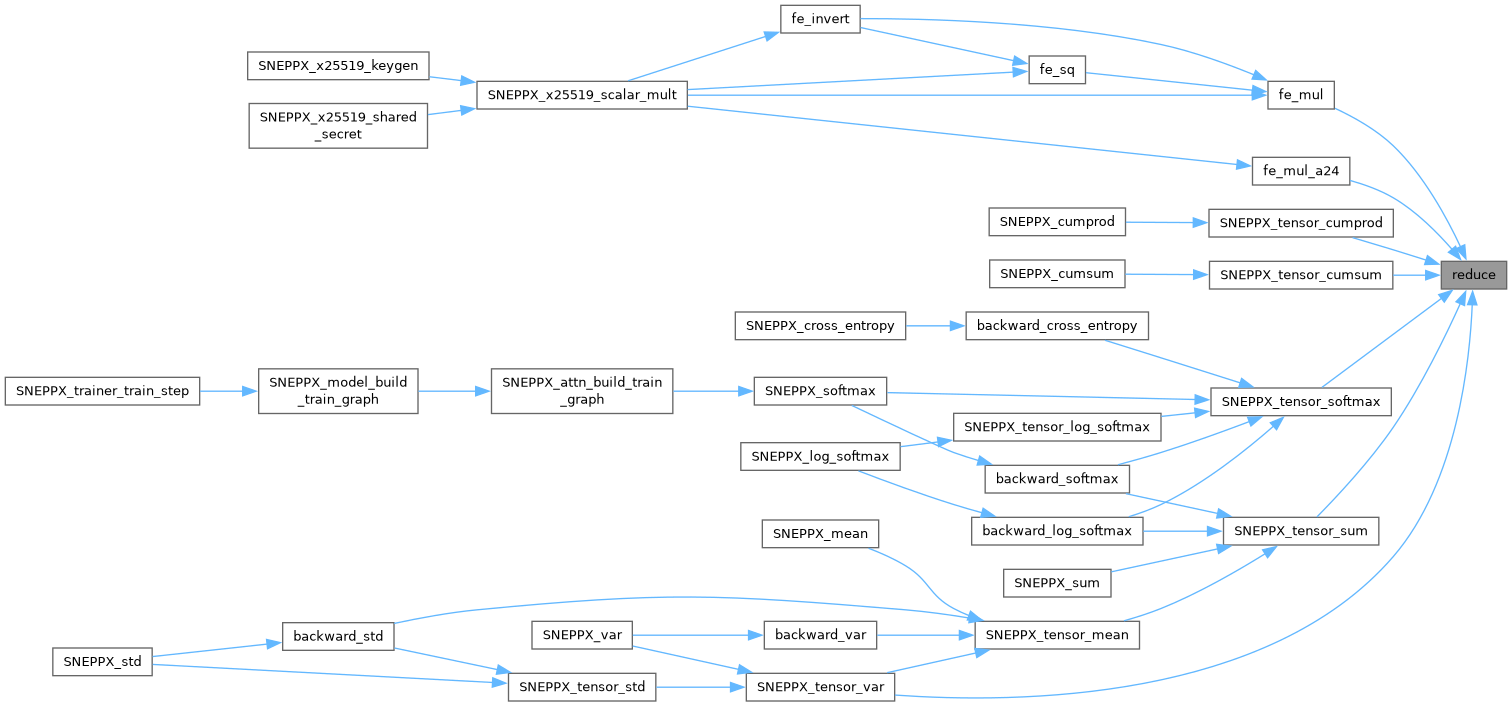 fe_invert
SNEPPX_x25519_keygen
fe_sq
SNEPPX_x25519_scalar_mult
fe_mul
SNEPPX_x25519_shared
_secret
fe_mul_a24
SNEPPX_cumprod
SNEPPX_tensor_cumprod
SNEPPX_cumsum
SNEPPX_tensor_cumsum
reduce
SNEPPX_cross_entropy
backward_cross_entropy
SNEPPX_trainer_train_step
SNEPPX_model_build
_train_graph
SNEPPX_attn_build_train
_graph
SNEPPX_softmax
SNEPPX_tensor_softmax
SNEPPX_tensor_log_softmax
SNEPPX_log_softmax
backward_softmax
backward_log_softmax
SNEPPX_tensor_sum
SNEPPX_mean
SNEPPX_sum
backward_std
SNEPPX_var
backward_var
SNEPPX_tensor_mean
SNEPPX_std
SNEPPX_tensor_std
SNEPPX_tensor_var